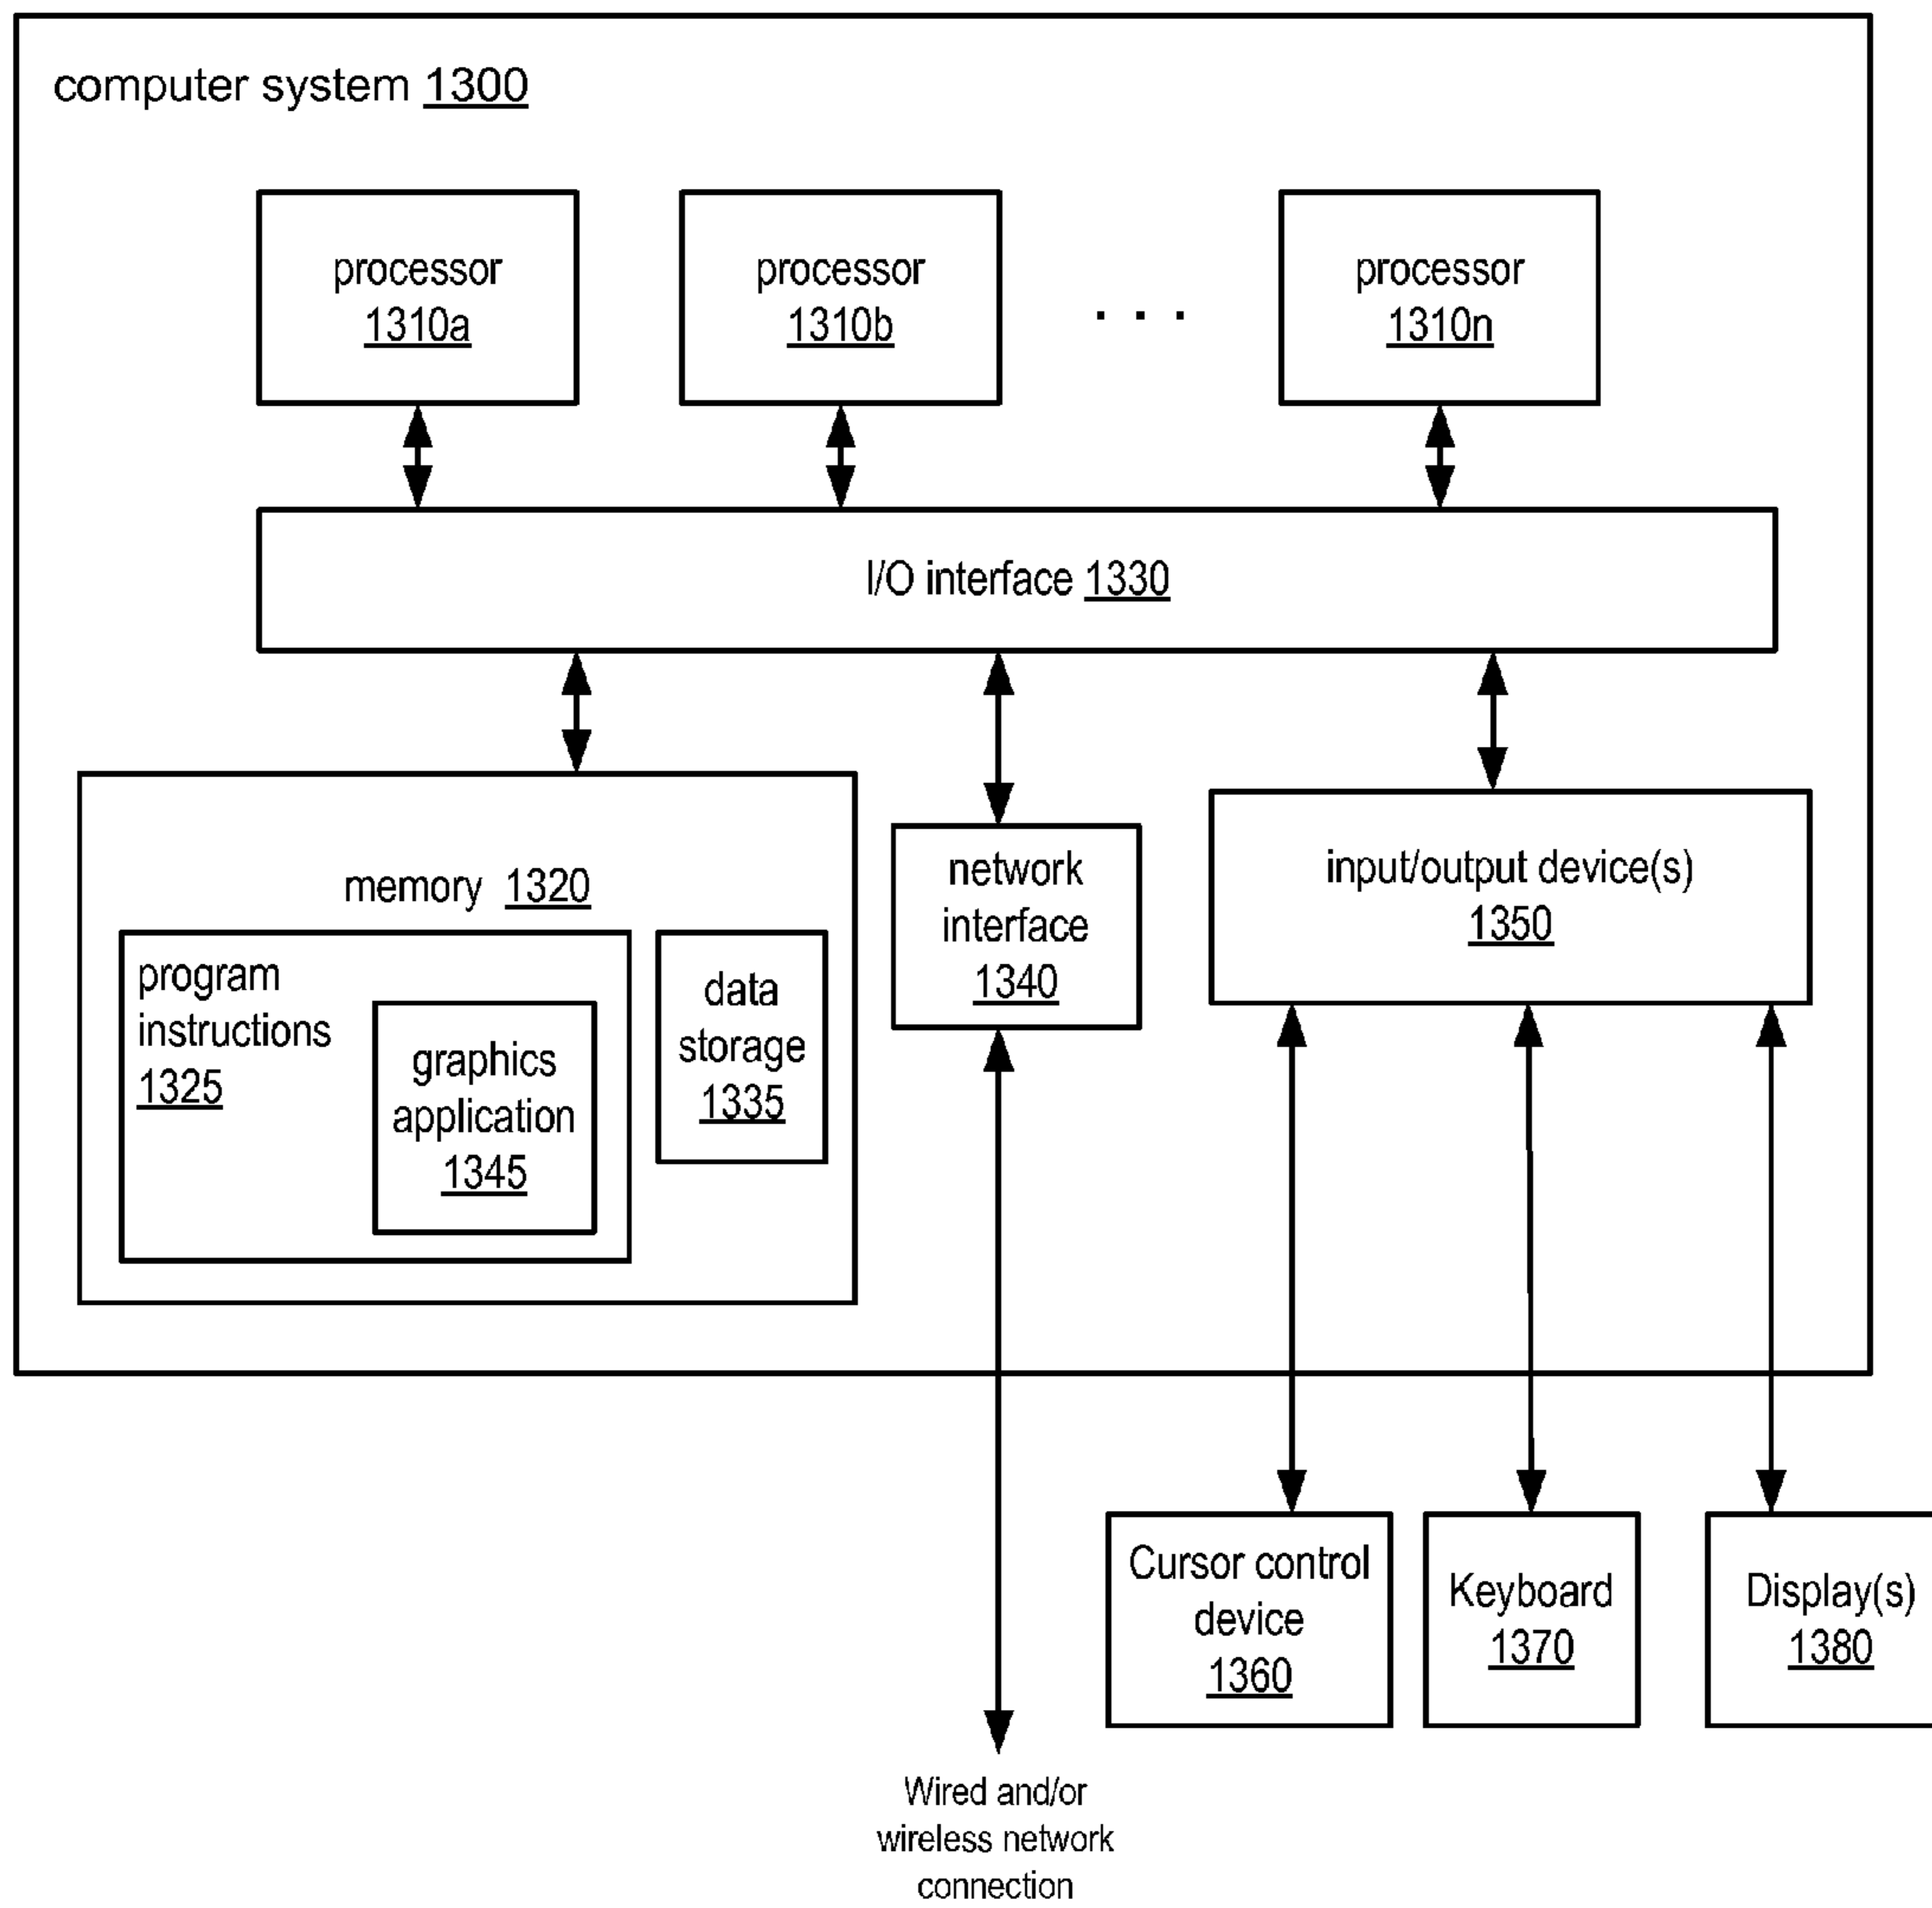 computer system 1300
processor
1310a
processor
1310b
. . .
processor
1310n
I/O interface 1330
memory 1320
program
instructions
1325
graphics
application
1345
data
storage
1335
network
interface
1340
input/output device(s)
1350
Cursor control
device
1360
Keyboard
1370
Display(s)
1380
Wired and/or
wireless network
connection